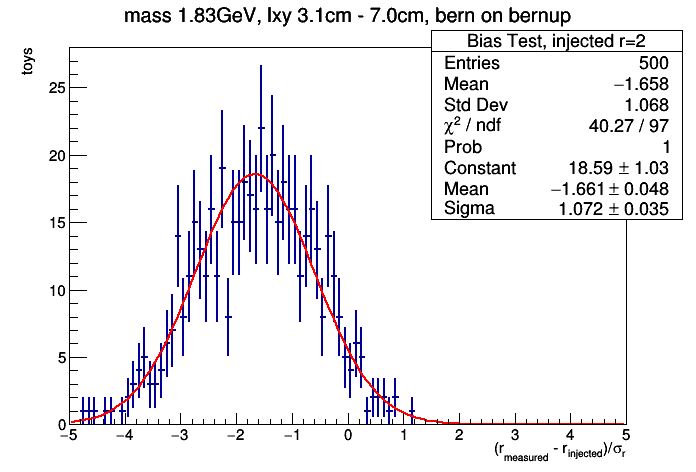 mass 1.83GeV, lxy 3.1cm - 7.0cm, bern on bernup
toys
Bias Test, injected r=2
Entries 500
Mean −1.658
Std Dev 1.068
χ² / ndf 40.27 / 97
Prob 1
Constant 18.59 ± 1.03
Mean −1.661 ± 0.048
Sigma 1.072 ± 0.035
25
20
15
10
5
0
−5 −4 −3 −2 −1 0 1 2 3 4 5
(r_measured - r_injected)/σ_r